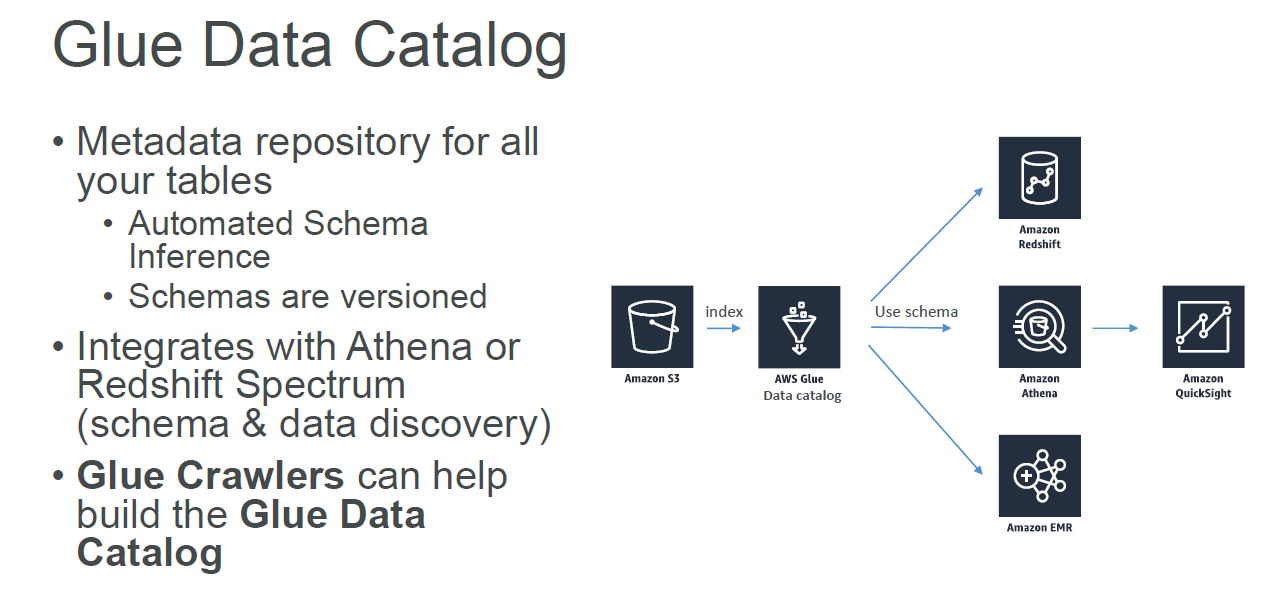 Glue Data Catalog
• Metadata repository for all
your tables
• Automated Schema
Inference
• Schemas are versioned
• Integrates with Athena or
Redshift Spectrum
(schema & data discovery)
• Glue Crawlers can help
build the Glue Data
Catalog
Amazon S3
index
AWS Glue
Data catalog
Use schema
Amazon
Redshift
Amazon
Athena
Amazon
QuickSight
Amazon EMR